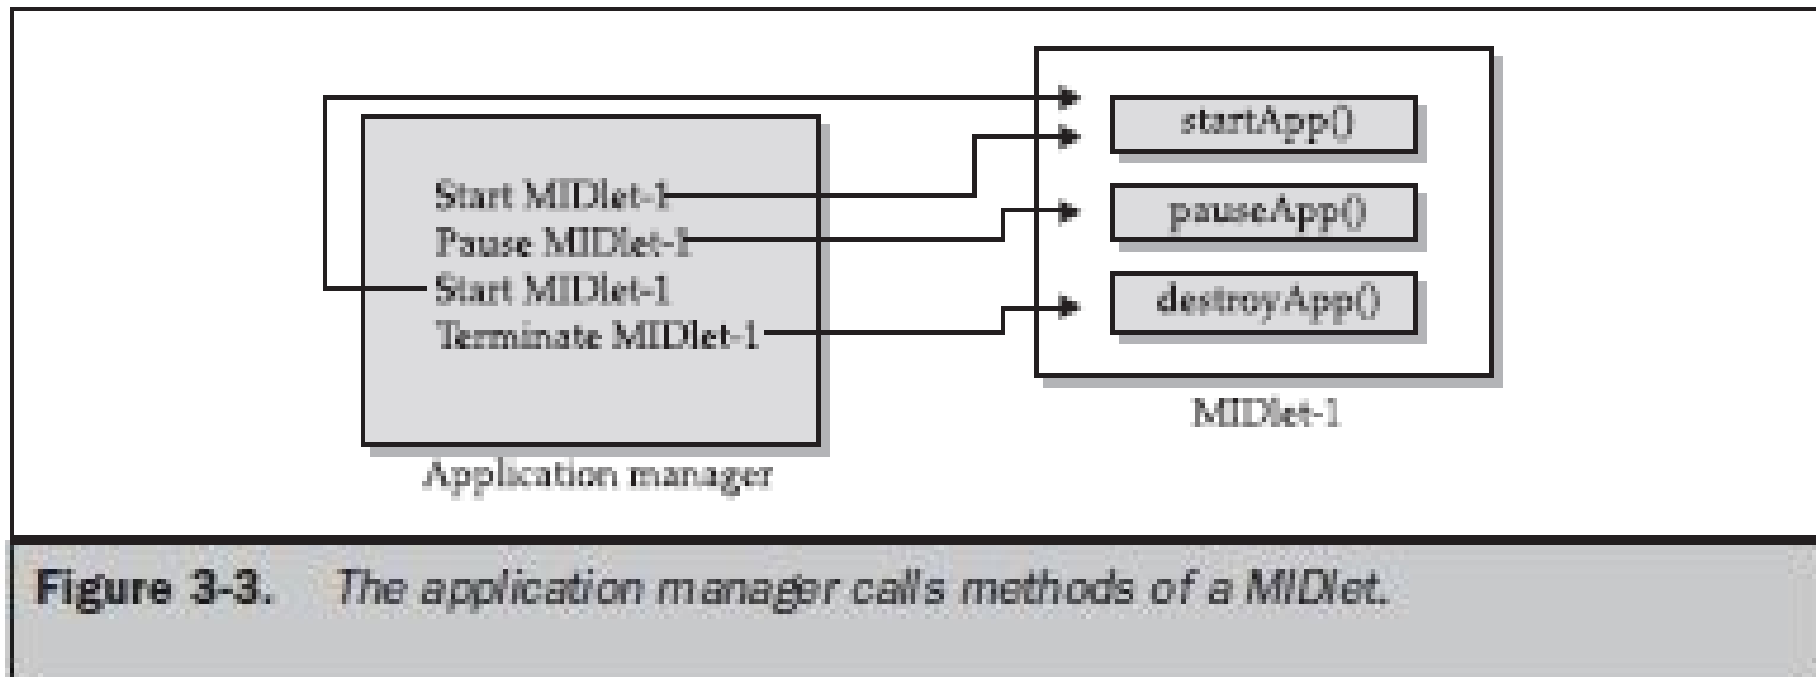 Start MIDlet-1
Pause MIDlet-1
Start MIDlet-1
Terminate MIDlet-1
Application manager
startApp()
pauseApp()
destroyApp()
MIDlet-1
Figure 3-3. The application manager calls methods of a MIDlet.